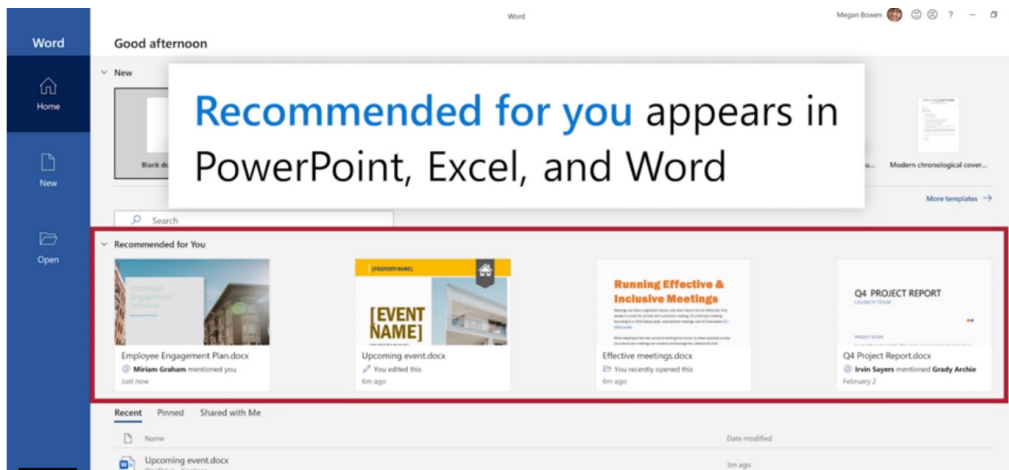 Word
Megan Bowen
?
Word
Good afternoon
Home
New
Open
New
Recommended for you appears in
PowerPoint, Excel, and Word
Blank
Modern chronological cover...
More templates
Search
Recommended for You
Employee
Engagement
[EVENT
NAME]
Running Effective &
Inclusive Meetings
Q4 PROJECT REPORT
LAUNCH TEAM
PROJECT SCOPE
Employee Engagement Plan.docx
@ Miriam Graham mentioned you
Just now
Upcoming event.docx
You edited this
6m ago
Effective meetings.docx
You recently opened this
6m ago
Q4 Project Report.docx
@ Irvin Sayers mentioned Grady Archie
February 2
Recent Pinned Shared with Me
Name
Date modified
Upcoming event.docx
3m ago